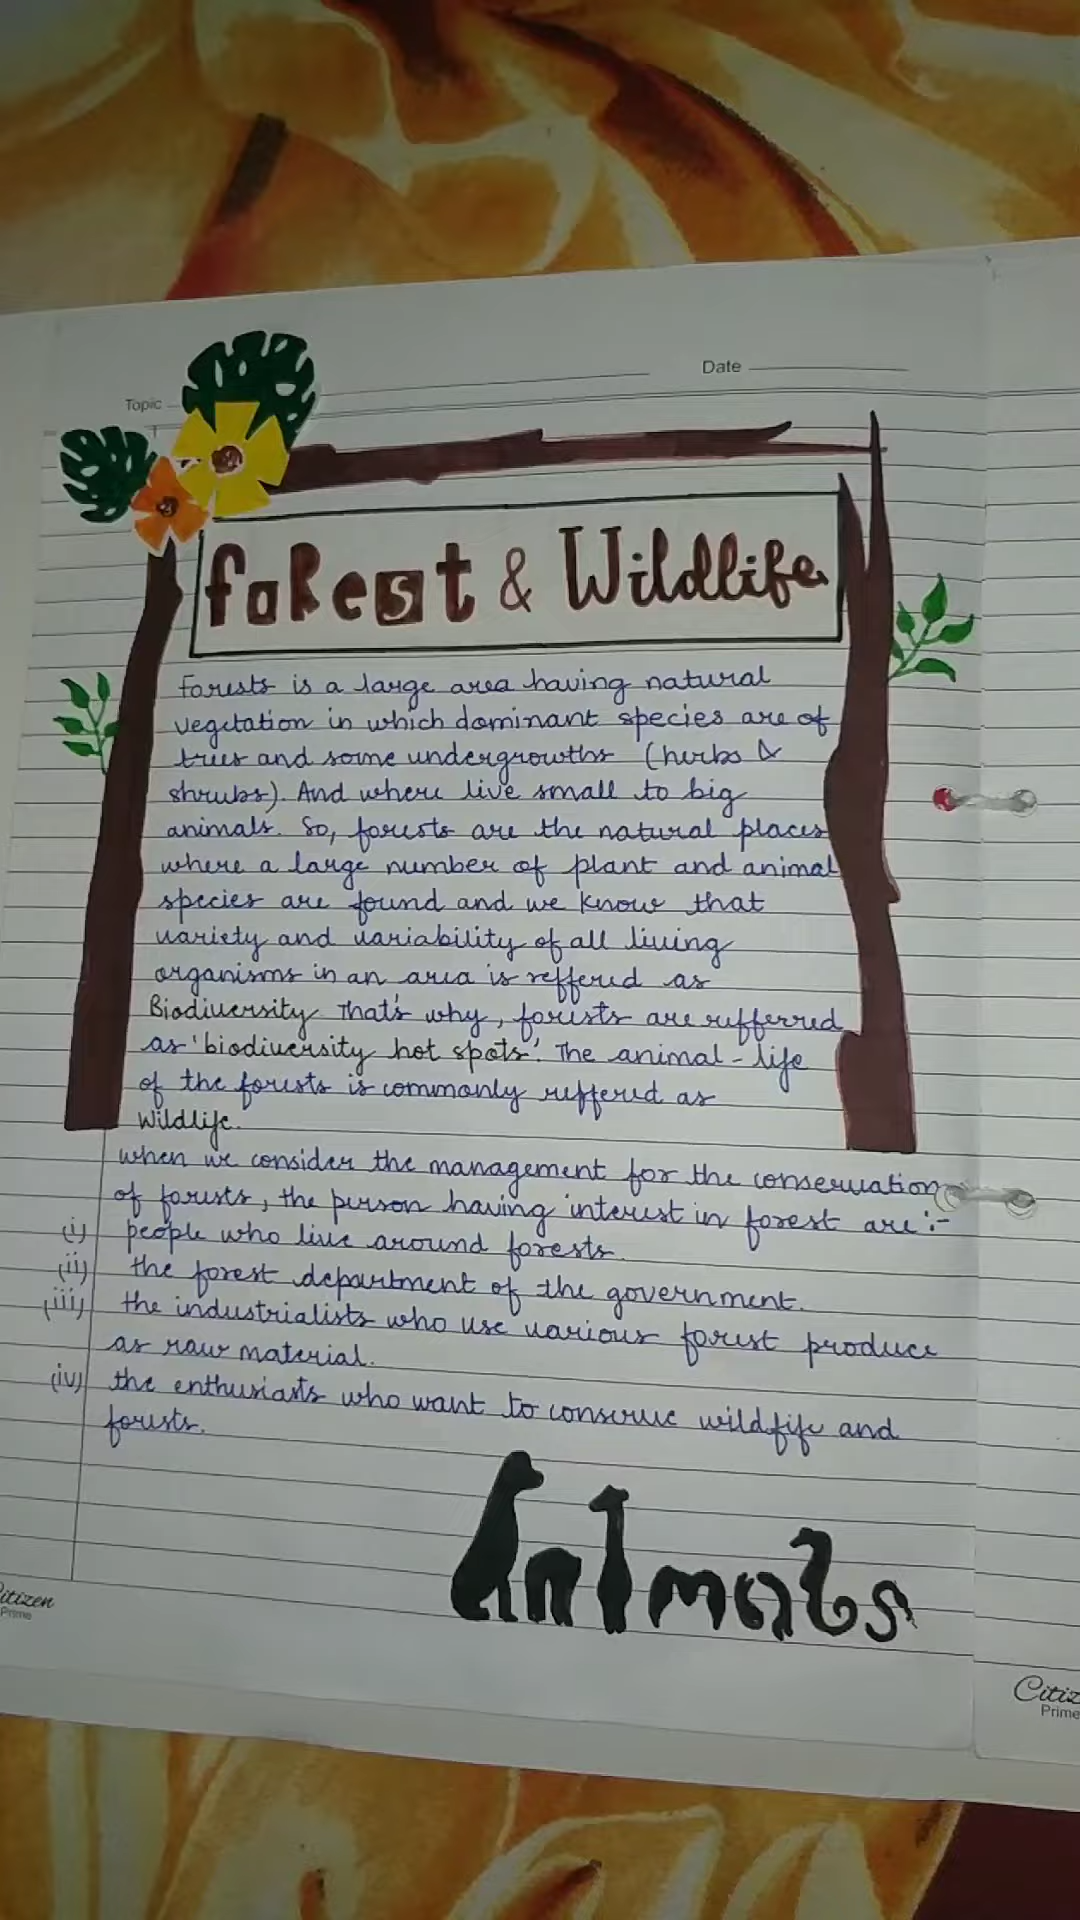 Topic
Date
Forest & Wildlife
Forests is a large area having natural
vegetation in which dominant species are of
trees and some undergrowths (herbs &
shrubs). And where live small to big
animals. So, forests are the natural places
where a large number of plant and animal
species are found and we know that
variety and variability of all living
organisms in an area is reffered as
Biodiversity. That's why, forests are refferred
as 'biodiversity hot spots'. The animal-life
of the forests is commonly reffered as
Wildlife.
when we consider the management for the conservation
of forests, the person having interest in forest are:-
(i) people who live around forests.
(ii) the forest department of the government.
(iii) the industrialists who use various forest produce
as raw material.
(iv) the enthusiasts who want to conserve wildfife and
forests.
Animals
Citizen
Prime
Citiz
Prime